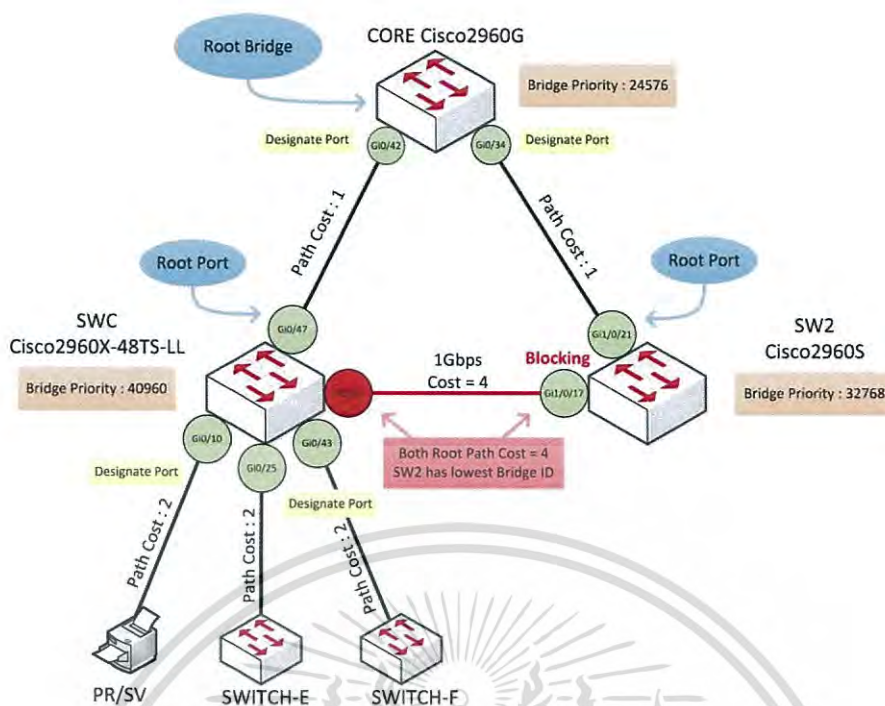 CORE Cisco2960G
Root Bridge
Bridge Priority : 24576
Designate Port
Gi0/42
Gi0/34
Designate Port
Path Cost : 1
Path Cost : 1
Root Port
Root Port
SWC
Cisco2960X-48TS-LL
Gi0/47
Gi1/0/21
SW2
Cisco2960S
Bridge Priority : 40960
1Gbps
Cost = 4
Blocking
Gi1/0/17
Bridge Priority : 32768
Gi0/10
Gi0/25
Gi0/43
Both Root Path Cost = 4
SW2 has lowest Bridge ID
Designate Port
Designate Port
Path Cost : 2
Path Cost : 2
Path Cost : 2
PR/SV
SWITCH-E
SWITCH-F